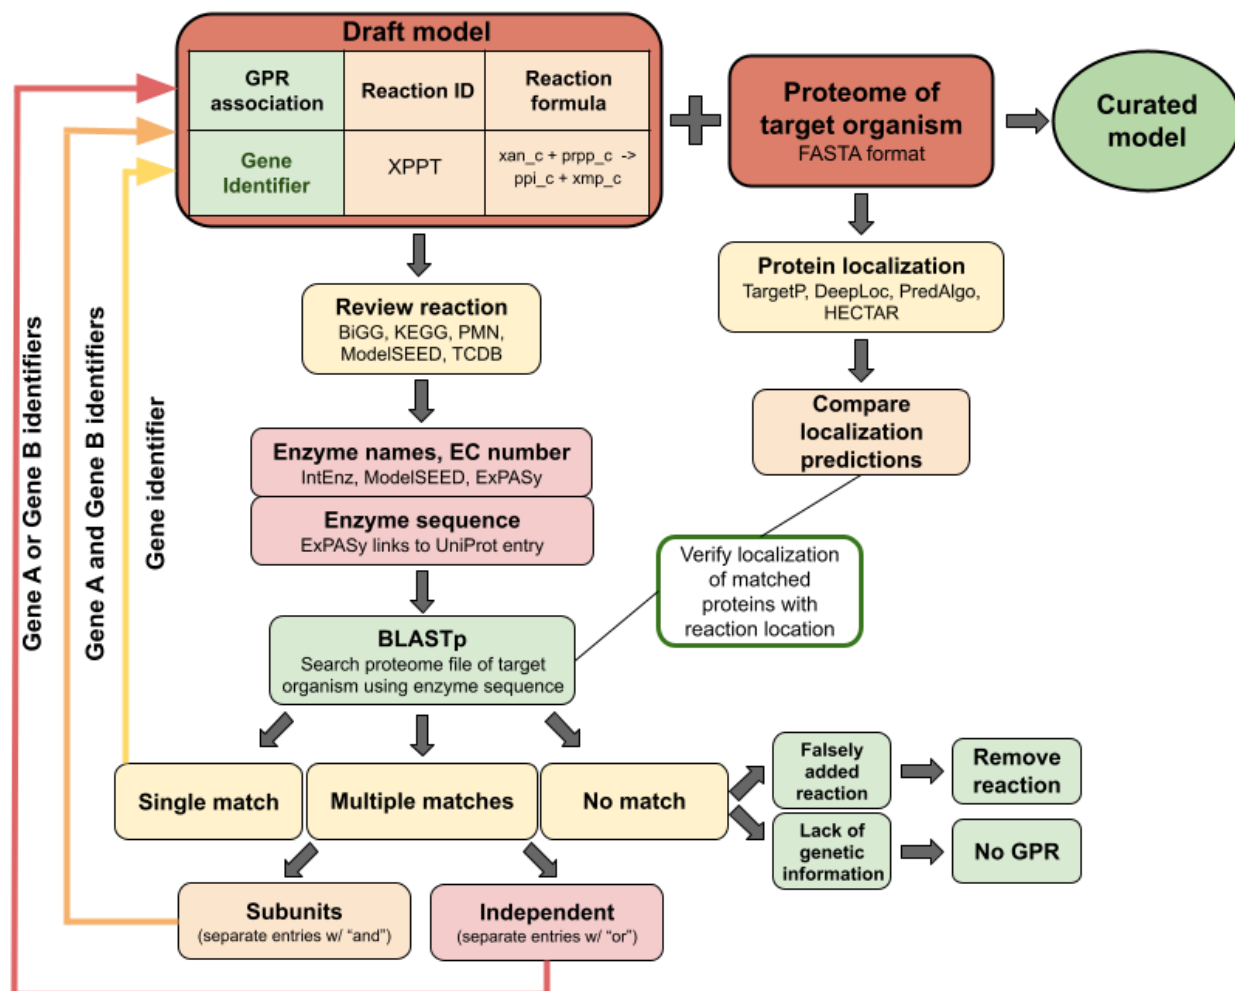 Draft model
GPR
association
Reaction ID
Reaction
formula
Gene
Identifier
XPPT
xan_c + prpp_c ->
ppi_c + xmp_c
Proteome of
target organism
FASTA format
Curated
model
Review reaction
BiGG, KEGG, PMN,
ModelSEED, TCDB
Protein localization
TargetP, DeepLoc, PredAlgo,
HECTAR
Enzyme names, EC number
IntEnz, ModelSEED, ExPASy
Enzyme sequence
ExPASy links to UniProt entry
Compare
localization
predictions
Verify localization
of matched
proteins with
reaction location
BLASTp
Search proteome file of target
organism using enzyme sequence
Gene A or Gene B identifiers
Gene A and Gene B identifiers
Gene identifier
Single match
Multiple matches
No match
Falsely
added
reaction
Remove
reaction
Lack of
genetic
information
No GPR
Subunits
(separate entries w/ “and”)
Independent
(separate entries w/ “or”)